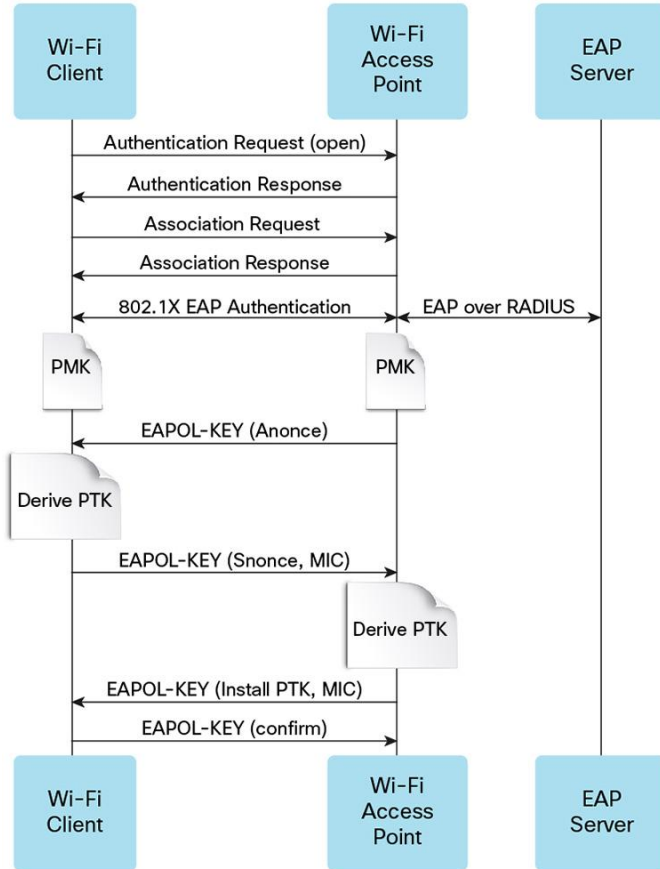 Wi-Fi
Client
Wi-Fi
Access
Point
EAP
Server
Authentication Request (open)
Authentication Response
Association Request
Association Response
802.1X EAP Authentication
EAP over RADIUS
PMK
PMK
EAPOL-KEY (Anonce)
Derive PTK
EAPOL-KEY (Snonce, MIC)
Derive PTK
EAPOL-KEY (Install PTK, MIC)
EAPOL-KEY (confirm)
Wi-Fi
Client
Wi-Fi
Access
Point
EAP
Server